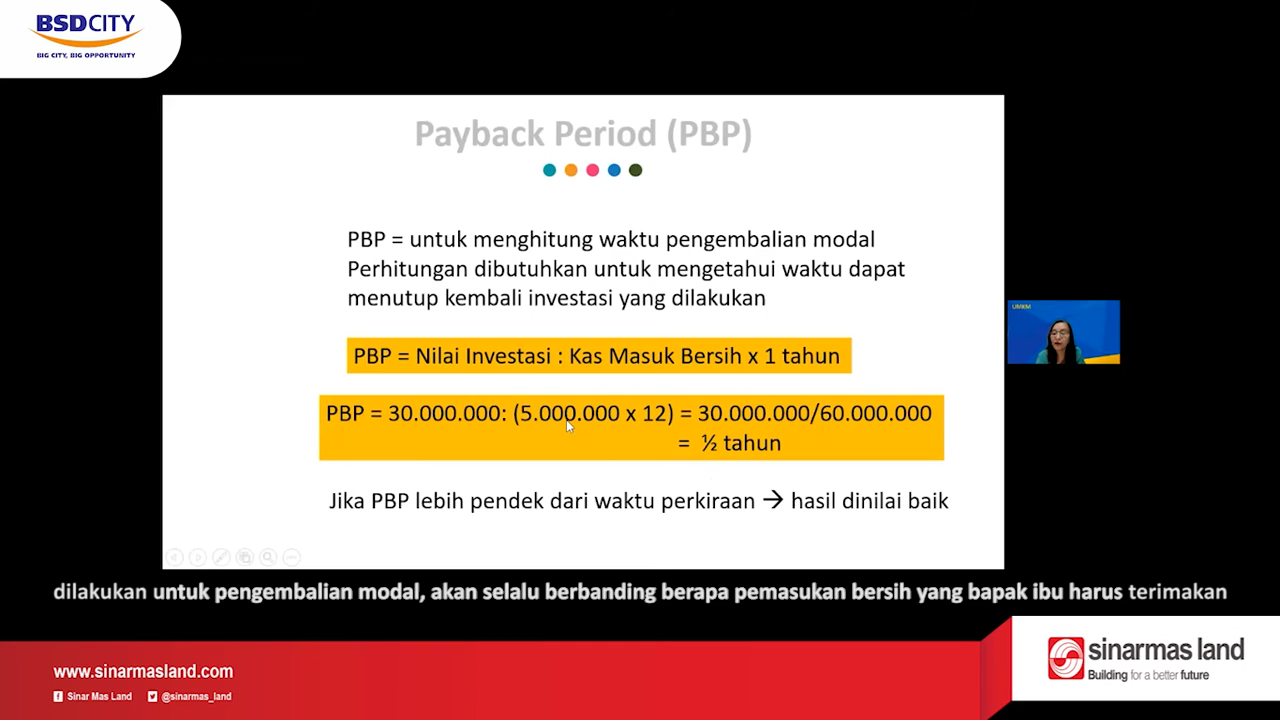 BSDCITY
BIG CITY, BIG OPPORTUNITY
Payback Period (PBP)
PBP = untuk menghitung waktu pengembalian modal
Perhitungan dibutuhkan untuk mengetahui waktu dapat
menutup kembali investasi yang dilakukan
PBP = Nilai Investasi : Kas Masuk Bersih x 1 tahun
UMKM
PBP = 30.000.000: (5.000.000 x 12) = 30.000.000/60.000.000
= ½ tahun
Jika PBP lebih pendek dari waktu perkiraan → hasil dinilai baik
dilakukan untuk pengembalian modal, akan selalu berbanding berapa pemasukan bersih yang bapak ibu harus terimakan
www.sinarmasland.com
Sinar Mas Land @sinarmas_land
sinarmas land
Building for a better future